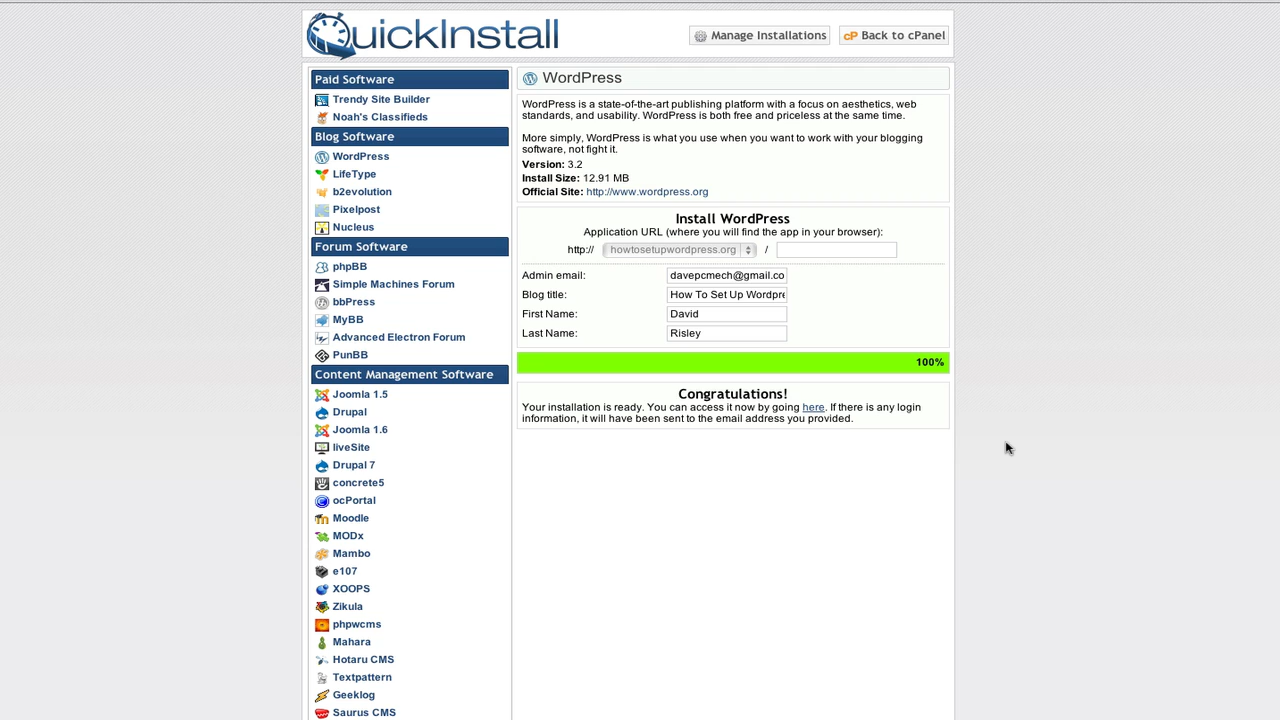 QuickInstall
Manage Installations
cP Back to cPanel
Paid Software
Trendy Site Builder
Noah's Classifieds
Blog Software
WordPress
LifeType
b2evolution
Pixelpost
Nucleus
Forum Software
phpBB
Simple Machines Forum
bbPress
MyBB
Advanced Electron Forum
PunBB
Content Management Software
Joomla 1.5
Drupal
Joomla 1.6
liveSite
Drupal 7
concrete5
ocPortal
Moodle
MODx
Mambo
e107
XOOPS
Zikula
phpwcms
Mahara
Hotaru CMS
Textpattern
Geeklog
Saurus CMS
WordPress
WordPress is a state-of-the-art publishing platform with a focus on aesthetics, web
standards, and usability. WordPress is both free and priceless at the same time.
More simply, WordPress is what you use when you want to work with your blogging
software, not fight it.
Version: 3.2
Install Size: 12.91 MB
Official Site: http://www.wordpress.org
Install WordPress
Application URL (where you will find the app in your browser):
http:// howtosetupwordpress.org /
Admin email: davepcmech@gmail.co
Blog title: How To Set Up Wordpre
First Name: David
Last Name: Risley
100%
Congratulations!
Your installation is ready. You can access it now by going here. If there is any login
information, it will have been sent to the email address you provided.